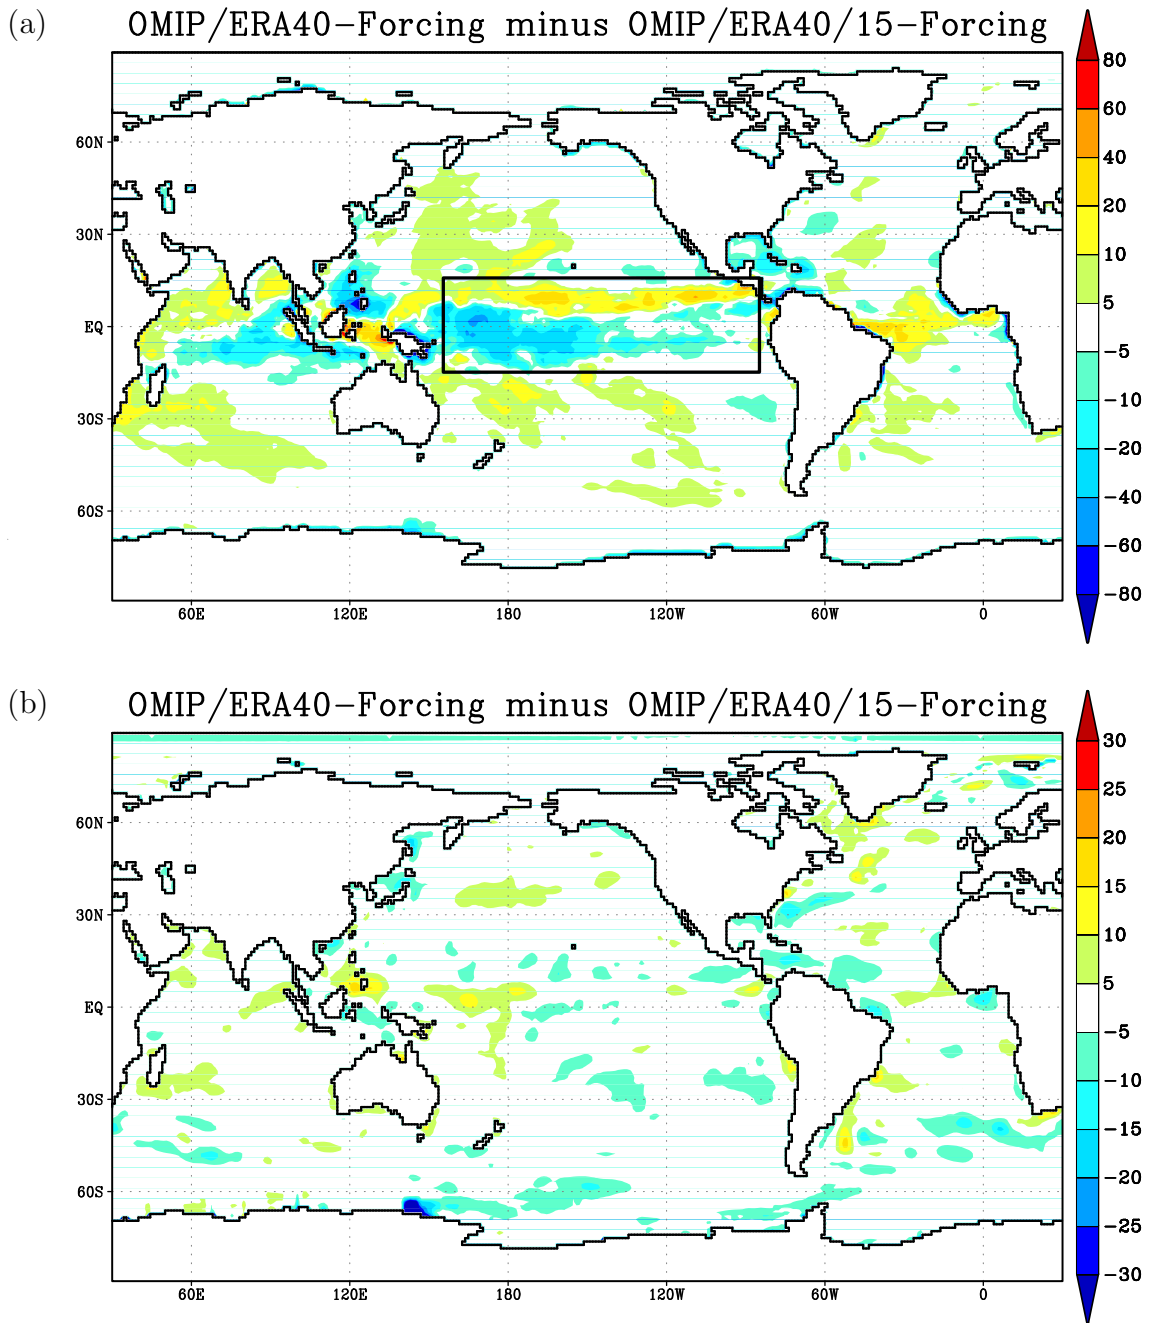 (a)
OMIP/ERA40-Forcing minus OMIP/ERA40/15-Forcing
60N
30N
EQ
30S
60S
60E 120E 180 120W 60W 0
80
60
40
20
10
5
-5
-10
-20
-40
-60
-80
(b)
OMIP/ERA40-Forcing minus OMIP/ERA40/15-Forcing
60N
30N
EQ
30S
60S
60E 120E 180 120W 60W 0
30
25
20
15
10
5
-5
-10
-15
-20
-25
-30